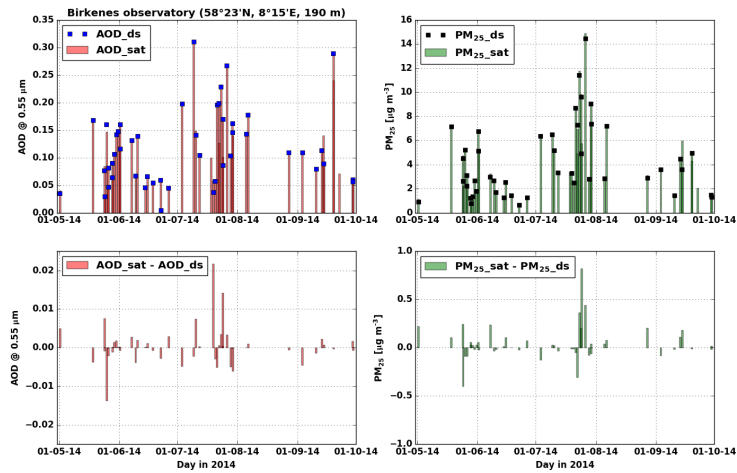 Birkenes observatory (58°23'N, 8°15'E, 190 m)
AOD_ds
AOD_sat
AOD @ 0.55 μm
0.35
0.30
0.25
0.20
0.15
0.10
0.05
0.00
01-05-14 01-06-14 01-07-14 01-08-14 01-09-14 01-10-14
PM25_ds
PM25_sat
PM25 [μg m-3]
16
14
12
10
8
6
4
2
0
01-05-14 01-06-14 01-07-14 01-08-14 01-09-14 01-10-14
AOD_sat - AOD_ds
AOD @ 0.55 μm
0.02
0.01
0.00
−0.01
−0.02
01-05-14 01-06-14 01-07-14 01-08-14 01-09-14 01-10-14
Day in 2014
PM25_sat - PM25_ds
PM25 [μg m-3]
1.0
0.5
0.0
−0.5
−1.0
01-05-14 01-06-14 01-07-14 01-08-14 01-09-14 01-10-14
Day in 2014